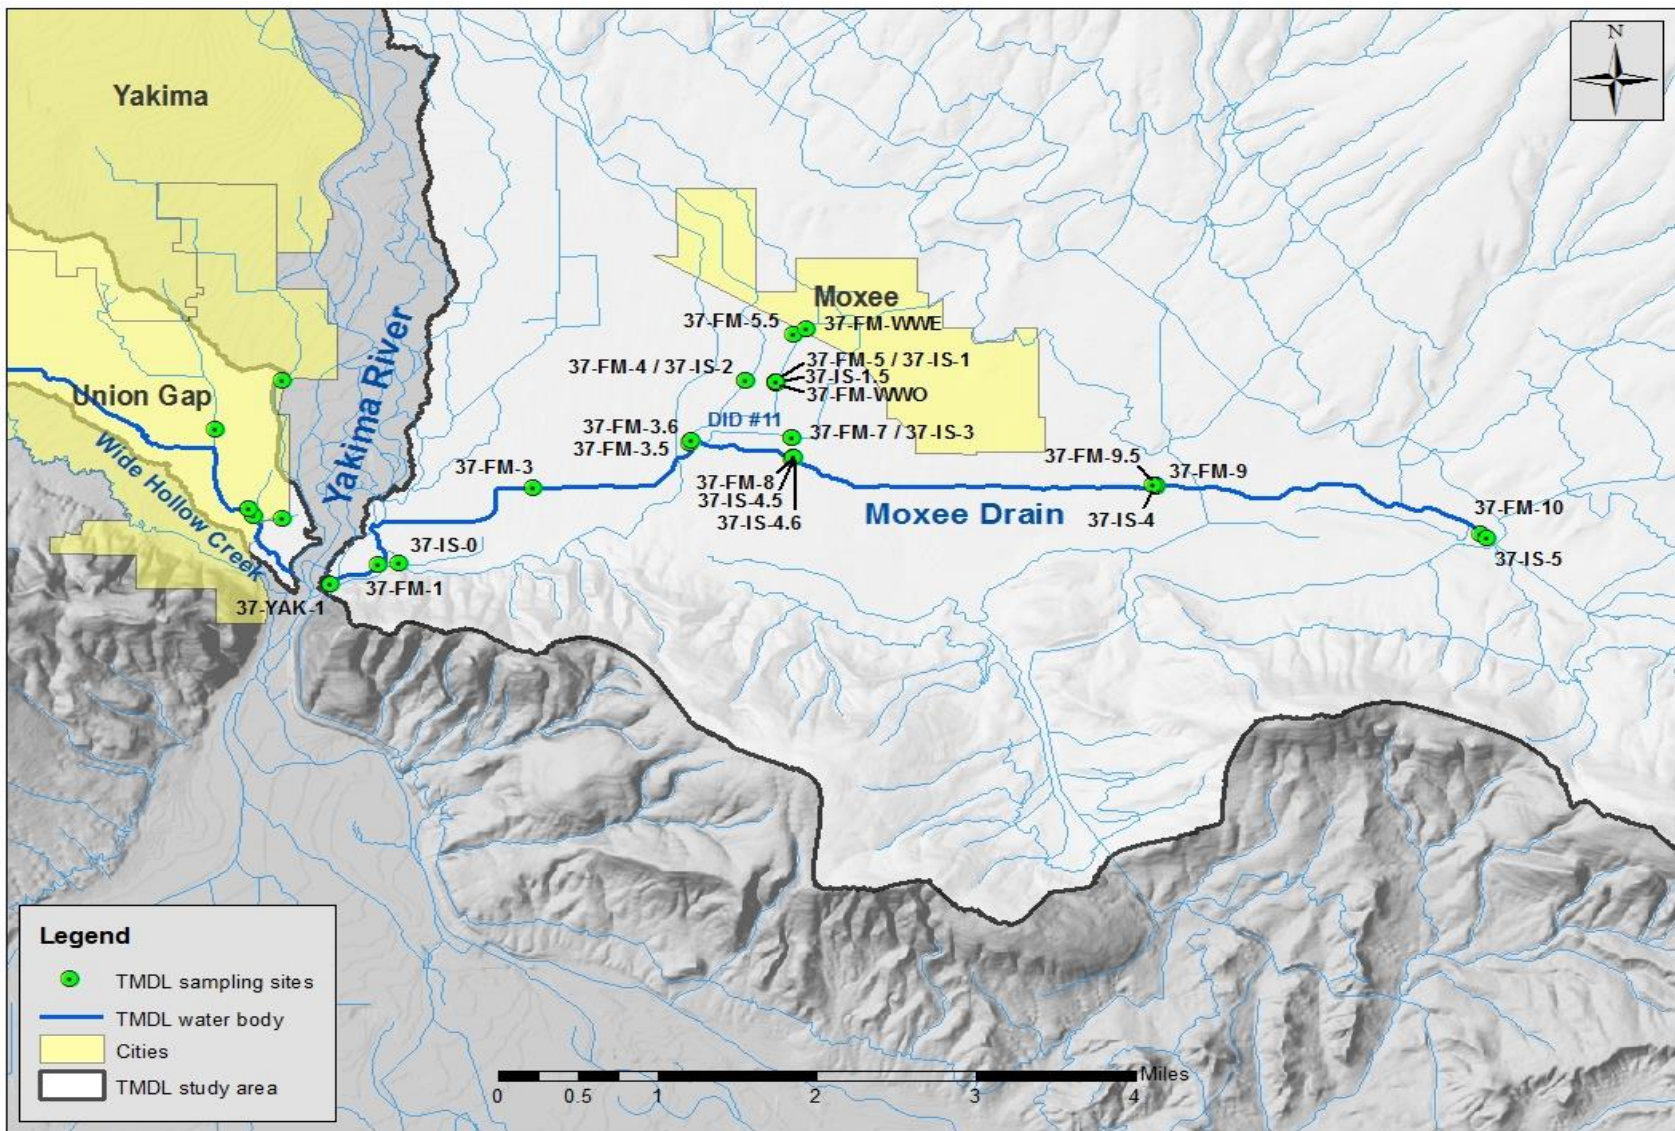 N
Yakima
Moxee
37-FM-5.5
37-FM-WWE
Yakima River
37-FM-5 / 37-IS-1
37-FM-4 / 37-IS-2
37-IS-1.5
37-FM-WWO
Union Gap
DID #11
37-FM-3.6
37-FM-7 / 37-IS-3
37-FM-3.5
37-FM-9.5
37-FM-3
37-FM-9
37-FM-8
37-IS-4.5
37-IS-4.6
Moxee Drain
37-IS-4
37-FM-10
Wide Hollow Creek
37-IS-0
37-IS-5
37-FM-1
37-YAK-1
Legend
TMDL sampling sites
TMDL water body
Cities
TMDL study area
Miles
0 0.5 1 2 3 4